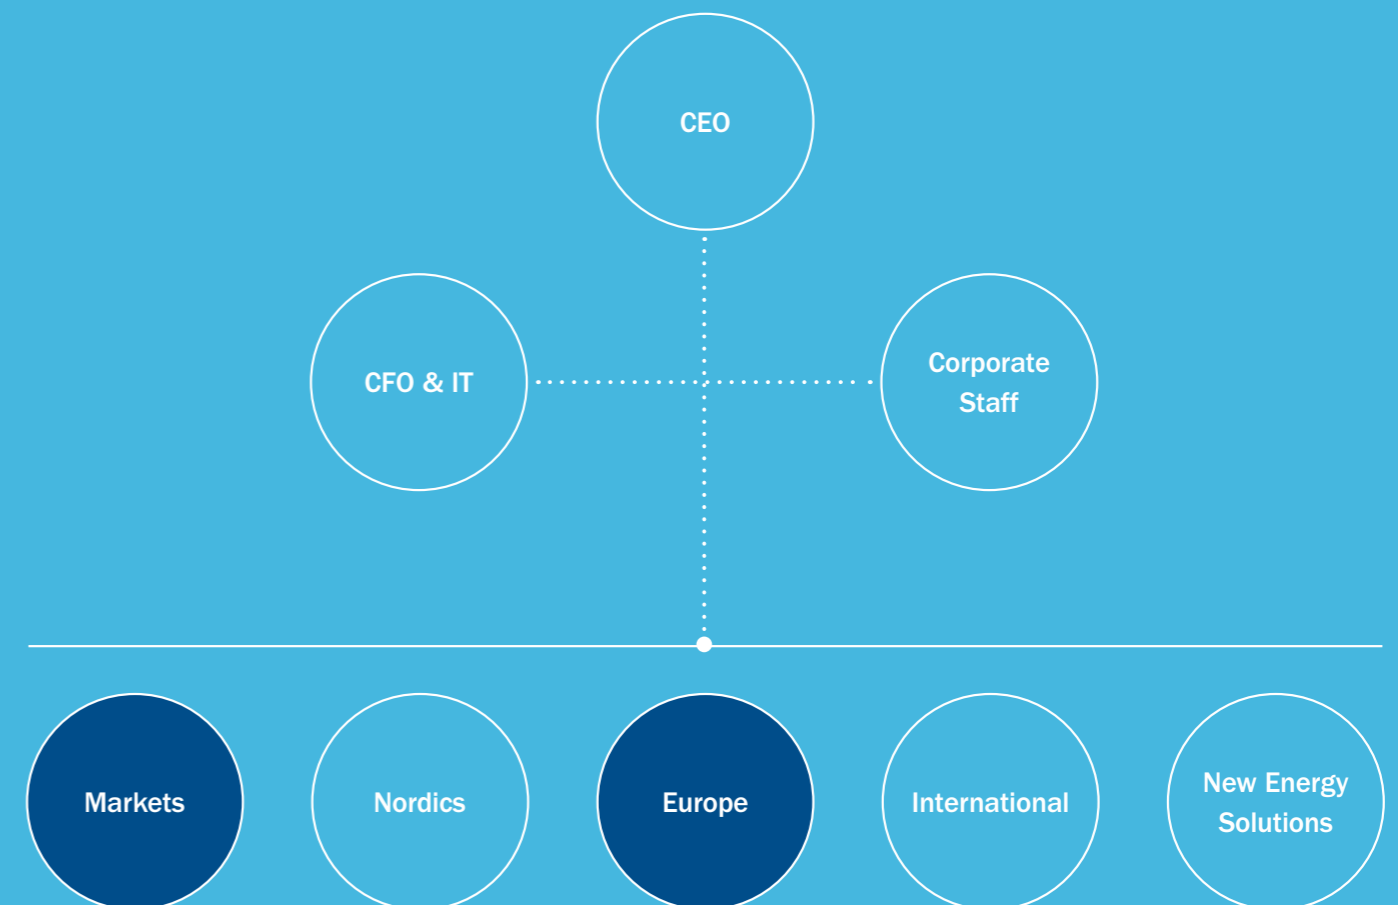 CEO
CFO & IT
Corporate
Staff
Markets
Nordics
Europe
International
New Energy
Solutions